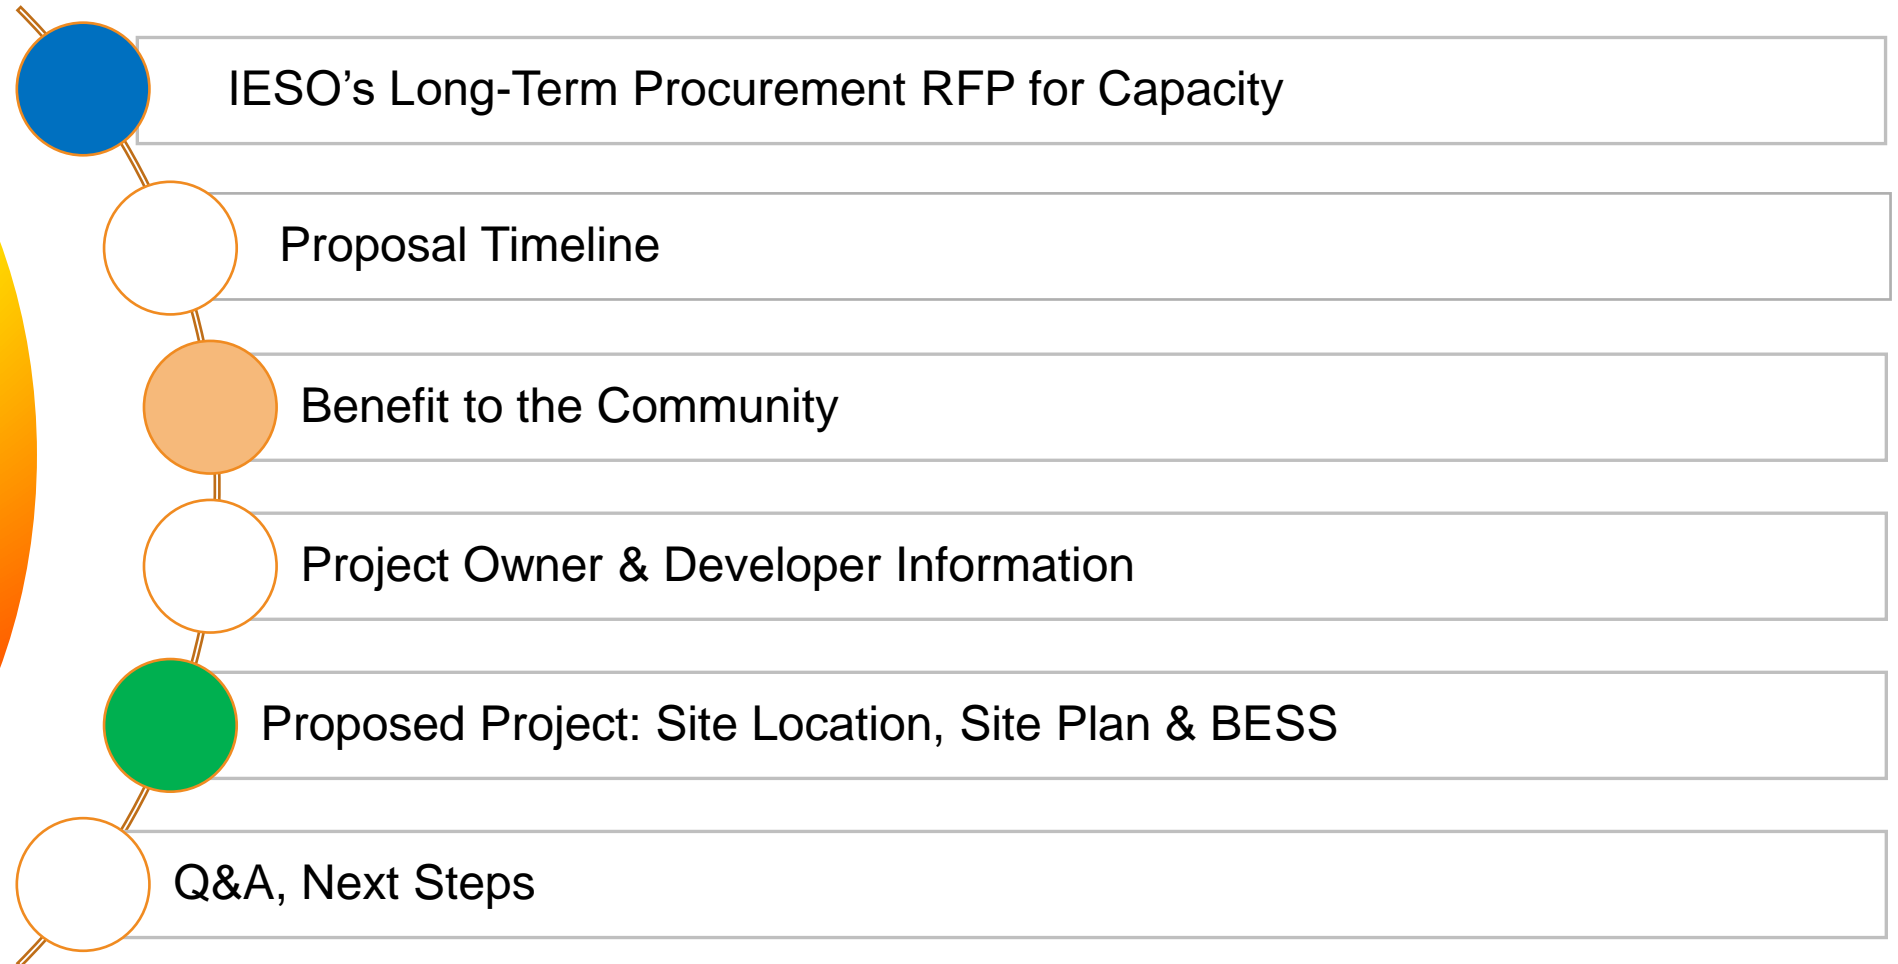 IESO’s Long-Term Procurement RFP for Capacity
Proposal Timeline
Benefit to the Community
Project Owner & Developer Information
Proposed Project: Site Location, Site Plan & BESS
Q&A, Next Steps